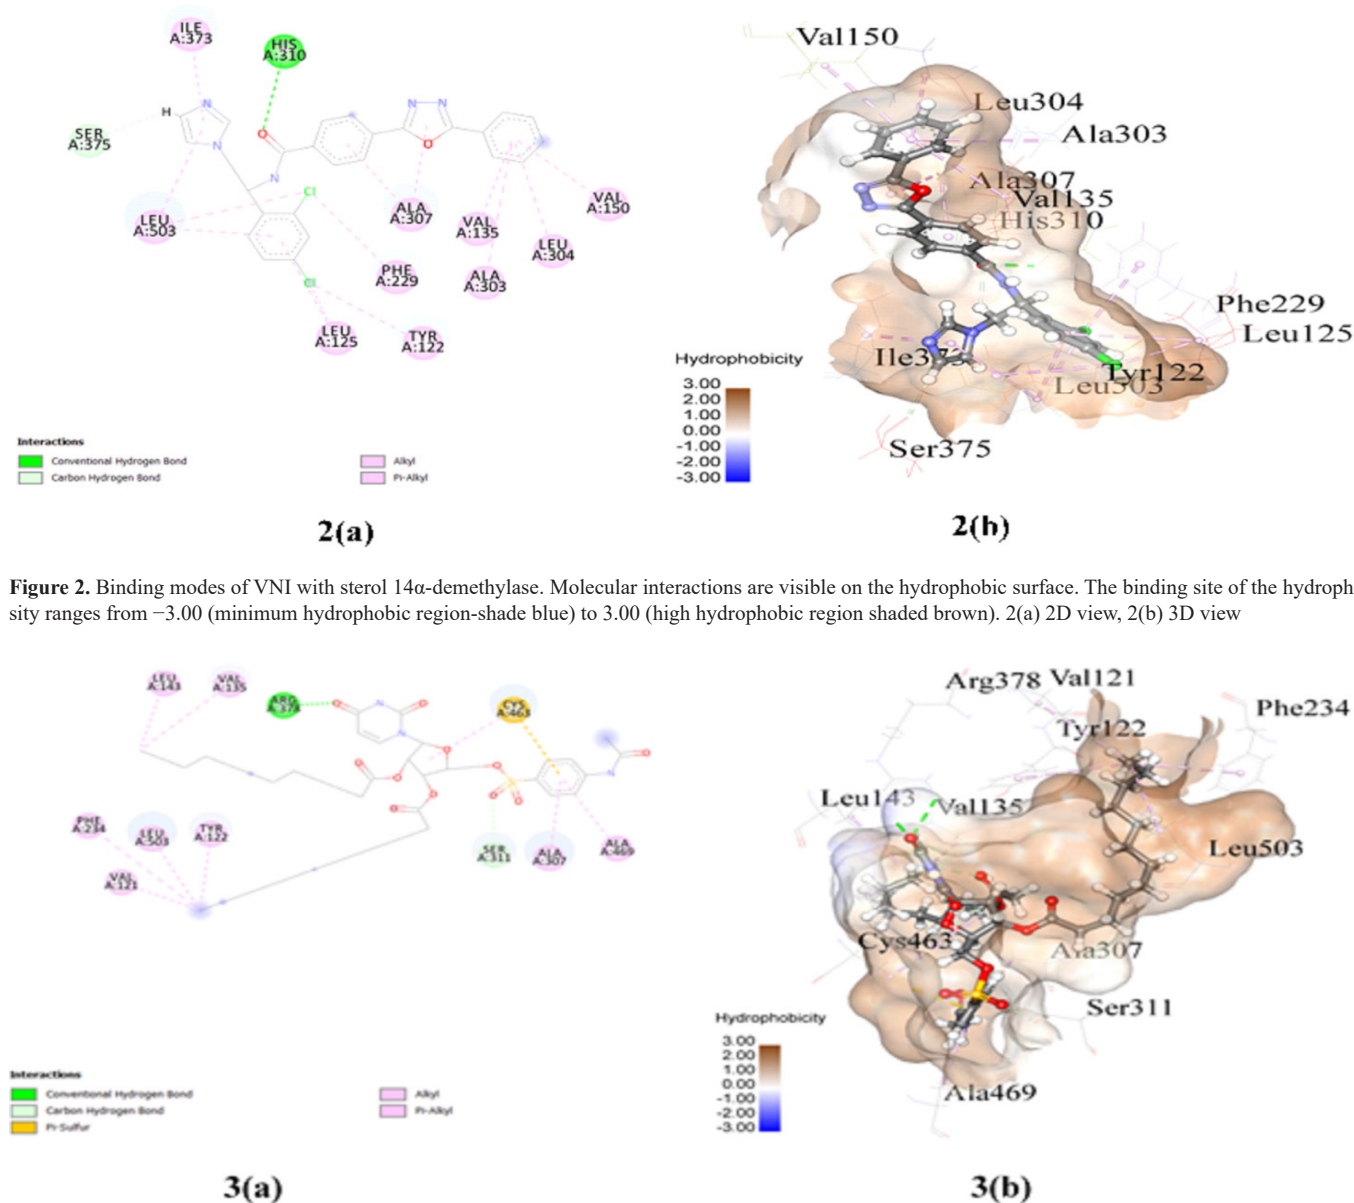 ILE
A:373
HIS
A:310
H
N
N
N
N
SER
A:375
O
O
N
N
Cl
LEU
A:503
ALA
A:307
VAL
A:135
VAL
A:150
LEU
A:304
Cl
PHE
A:229
ALA
A:303
LEU
A:125
TYR
A:122
Interactions
Conventional Hydrogen Bond
Carbon Hydrogen Bond
Alkyl
Pi-Alkyl
2(a)
Val150
Leu304
Ala303
Ala307
Val135
His310
Phe229
Leu125
Ile373
Tyr122
Leu503
Ser375
Hydrophobicity
3.00
2.00
1.00
0.00
-1.00
-2.00
-3.00
2(b)
Figure 2. Binding modes of VNI with sterol 14α-demethylase. Molecular interactions are visible on the hydrophobic surface. The binding site of the hydroph
sity ranges from −3.00 (minimum hydrophobic region-shade blue) to 3.00 (high hydrophobic region shaded brown). 2(a) 2D view, 2(b) 3D view
LEU
A:143
VAL
A:135
ARG
A:378
CYS
A:463
PHE
A:234
LEU
A:503
TYR
A:122
VAL
A:121
SER
A:311
ALA
A:307
ALA
A:469
Interactions
Conventional Hydrogen Bond
Carbon Hydrogen Bond
Pi-Sulfur
Alkyl
Pi-Alkyl
3(a)
Arg378 Val121
Phe234
Tyr122
Leu143
Val135
Leu503
Cys463
Ala307
Ser311
Ala469
Hydrophobicity
3.00
2.00
1.00
0.00
-1.00
-2.00
-3.00
3(b)